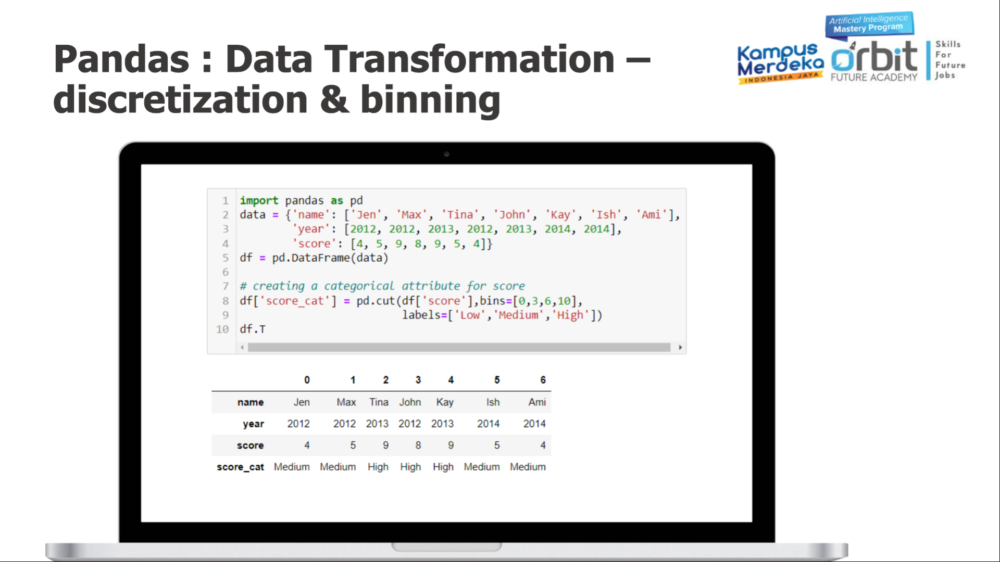 Pandas : Data Transformation –
discretization & binning
Artificial Intelligence
Mastery Program
Kampus
Merdeka
INDONESIA JAYA
orbit
FUTURE ACADEMY
Skills
For
Future
Jobs
1 import pandas as pd
2 data = {'name': ['Jen', 'Max', 'Tina', 'John', 'Kay', 'Ish', 'Ami'],
3         'year': [2012, 2012, 2013, 2012, 2013, 2014, 2014],
4         'score': [4, 5, 9, 8, 9, 5, 4]}
5 df = pd.DataFrame(data)
6
7 # creating a categorical attribute for score
8 df['score_cat'] = pd.cut(df['score'],bins=[0,3,6,10],
9                          labels=['Low','Medium','High'])
10 df.T
0 1 2 3 4 5 6
name Jen Max Tina John Kay Ish Ami
year 2012 2012 2013 2012 2013 2014 2014
score 4 5 9 8 9 5 4
score_cat Medium Medium High High High Medium Medium